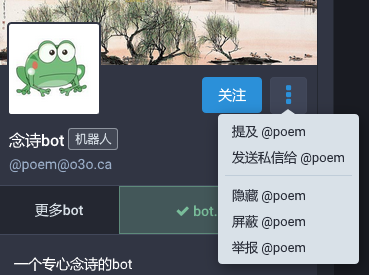 关注
提及 @poem
发送私信给 @poem
隐藏 @poem
屏蔽 @poem
举报 @poem
念诗bot 机器人
@poem@o3o.ca
更多bot
✔ bot.
一个专心念诗的bot